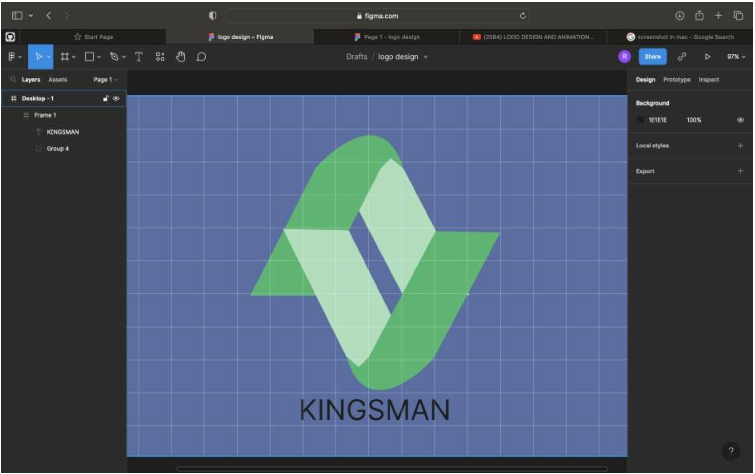 figma.com
Start Page
logo design – Figma
Page 1 - logo design
(2584) LOGO DESIGN AND ANIMATION...
screenshot in mac - Google Search
Drafts / logo design
R
Share
97%
Layers
Assets
Page 1
Design
Prototype
Inspect
Desktop - 1
Frame 1
KINGSMAN
Group 4
Background
1E1E1E
100%
Local styles
Export
KINGSMAN
?